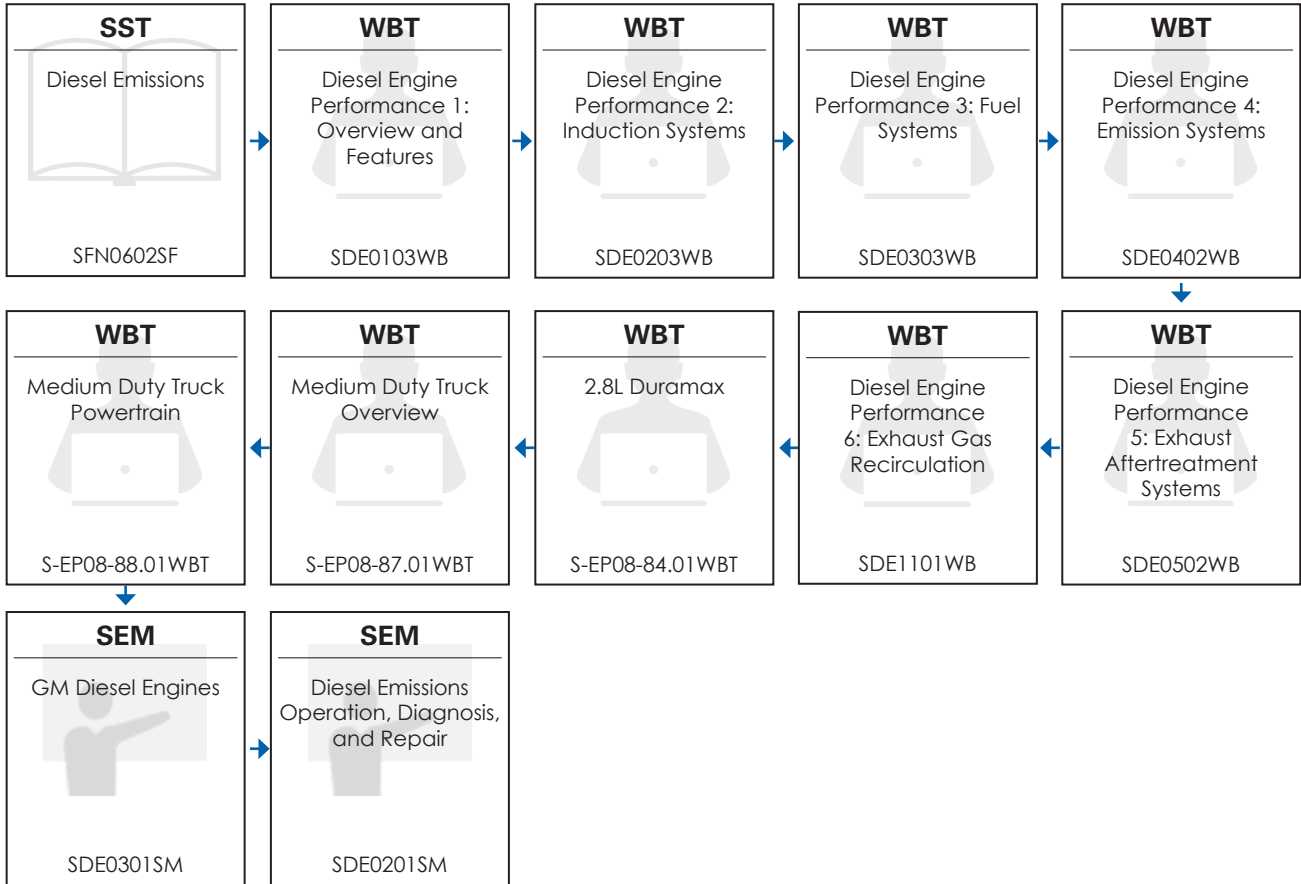 SST
Diesel Emissions
SFN0602SF
WBT
Diesel Engine
Performance 1:
Overview and
Features
SDE0103WB
WBT
Diesel Engine
Performance 2:
Induction Systems
SDE0203WB
WBT
Diesel Engine
Performance 3: Fuel
Systems
SDE0303WB
WBT
Diesel Engine
Performance 4:
Emission Systems
SDE0402WB
WBT
Diesel Engine
Performance
5: Exhaust
Aftertreatment
Systems
SDE0502WB
WBT
Diesel Engine
Performance
6: Exhaust Gas
Recirculation
SDE1101WB
WBT
2.8L Duramax
S-EP08-84.01WBT
WBT
Medium Duty Truck
Overview
S-EP08-87.01WBT
WBT
Medium Duty Truck
Powertrain
S-EP08-88.01WBT
SEM
GM Diesel Engines
SDE0301SM
SEM
Diesel Emissions
Operation, Diagnosis,
and Repair
SDE0201SM